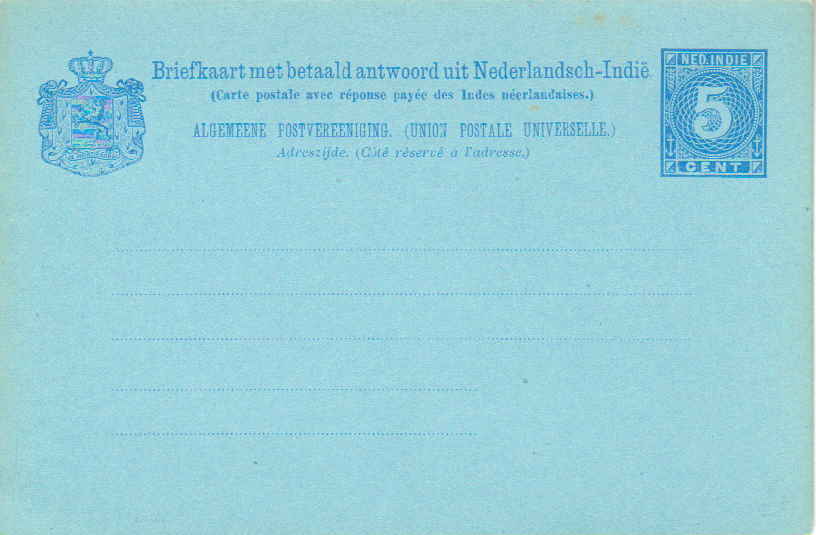 Briefkaart met betaald antwoord uit Nederlandsch-Indië.
(Carte postale avec réponse payée des Indes néerlandaises.)
ALGEMEENE POSTVEREENIGING. (UNION POSTALE UNIVERSELLE.)
Adreszijde. (Côté réservé à l'adresse.)
NED. INDIE
5
CENT